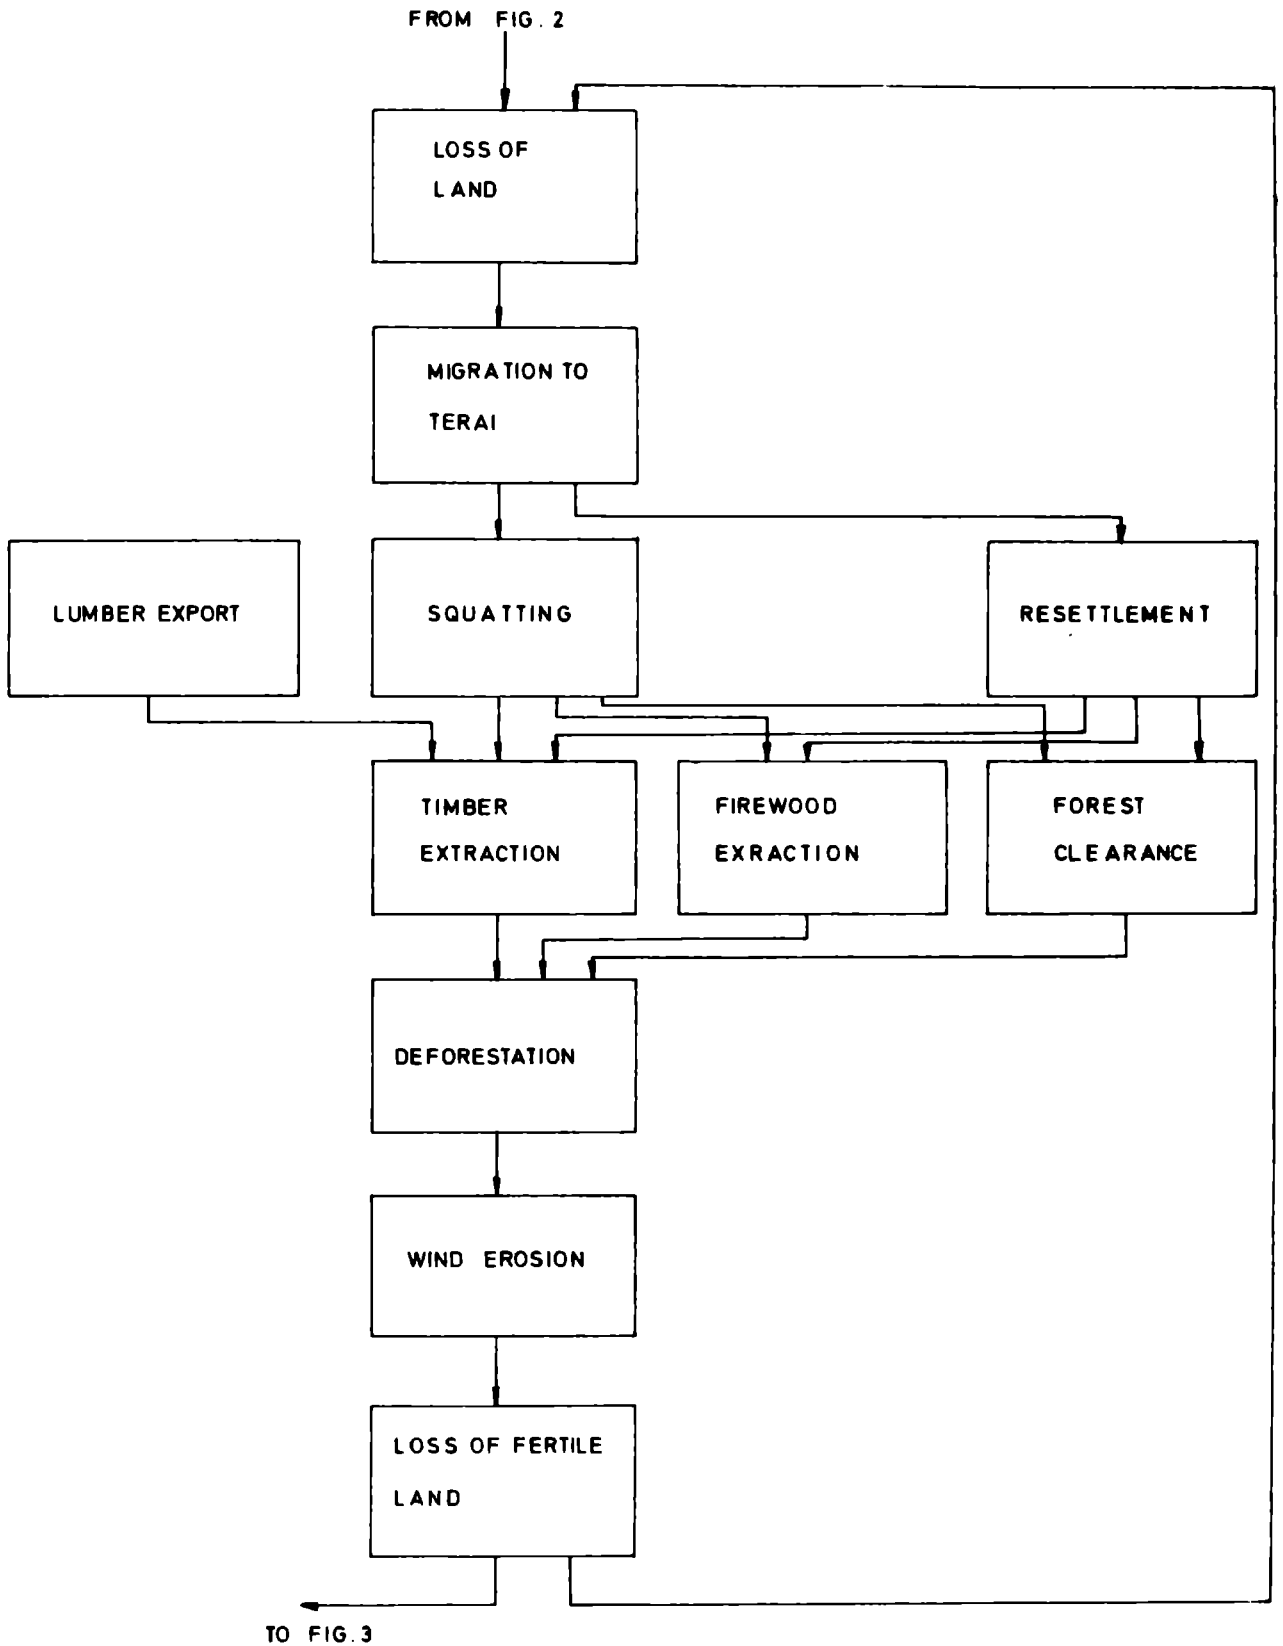 FROM FIG. 2
LOSS OF
LAND
MIGRATION TO
TERAI
LUMBER EXPORT
SQUATTING
RESETTLEMENT
TIMBER
EXTRACTION
FIREWOOD
EXRACTION
FOREST
CLEARANCE
DEFORESTATION
WIND EROSION
LOSS OF FERTILE
LAND
TO FIG. 3